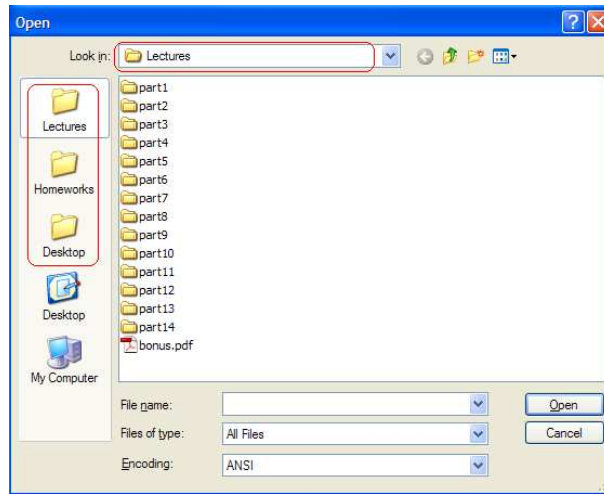 Open
Look in: Lectures
Lectures
Homeworks
Desktop
Desktop
My Computer
part1
part2
part3
part4
part5
part6
part7
part8
part9
part10
part11
part12
part13
part14
bonus.pdf
File name: Open
Files of type: All Files Cancel
Encoding: ANSI